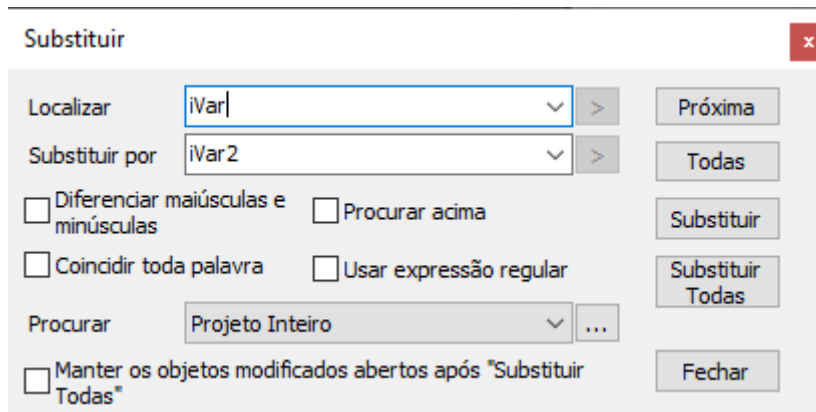 Substituir
x
Localizar iVar > Próxima
Substituir por iVar2 > Todas
Diferenciar maiúsculas e
minúsculas
Procurar acima
Substituir
Coincidir toda palavra
Usar expressão regular
Substituir
Todas
Procurar Projeto Inteiro ...
Manter os objetos modificados abertos após "Substituir
Todas"
Fechar